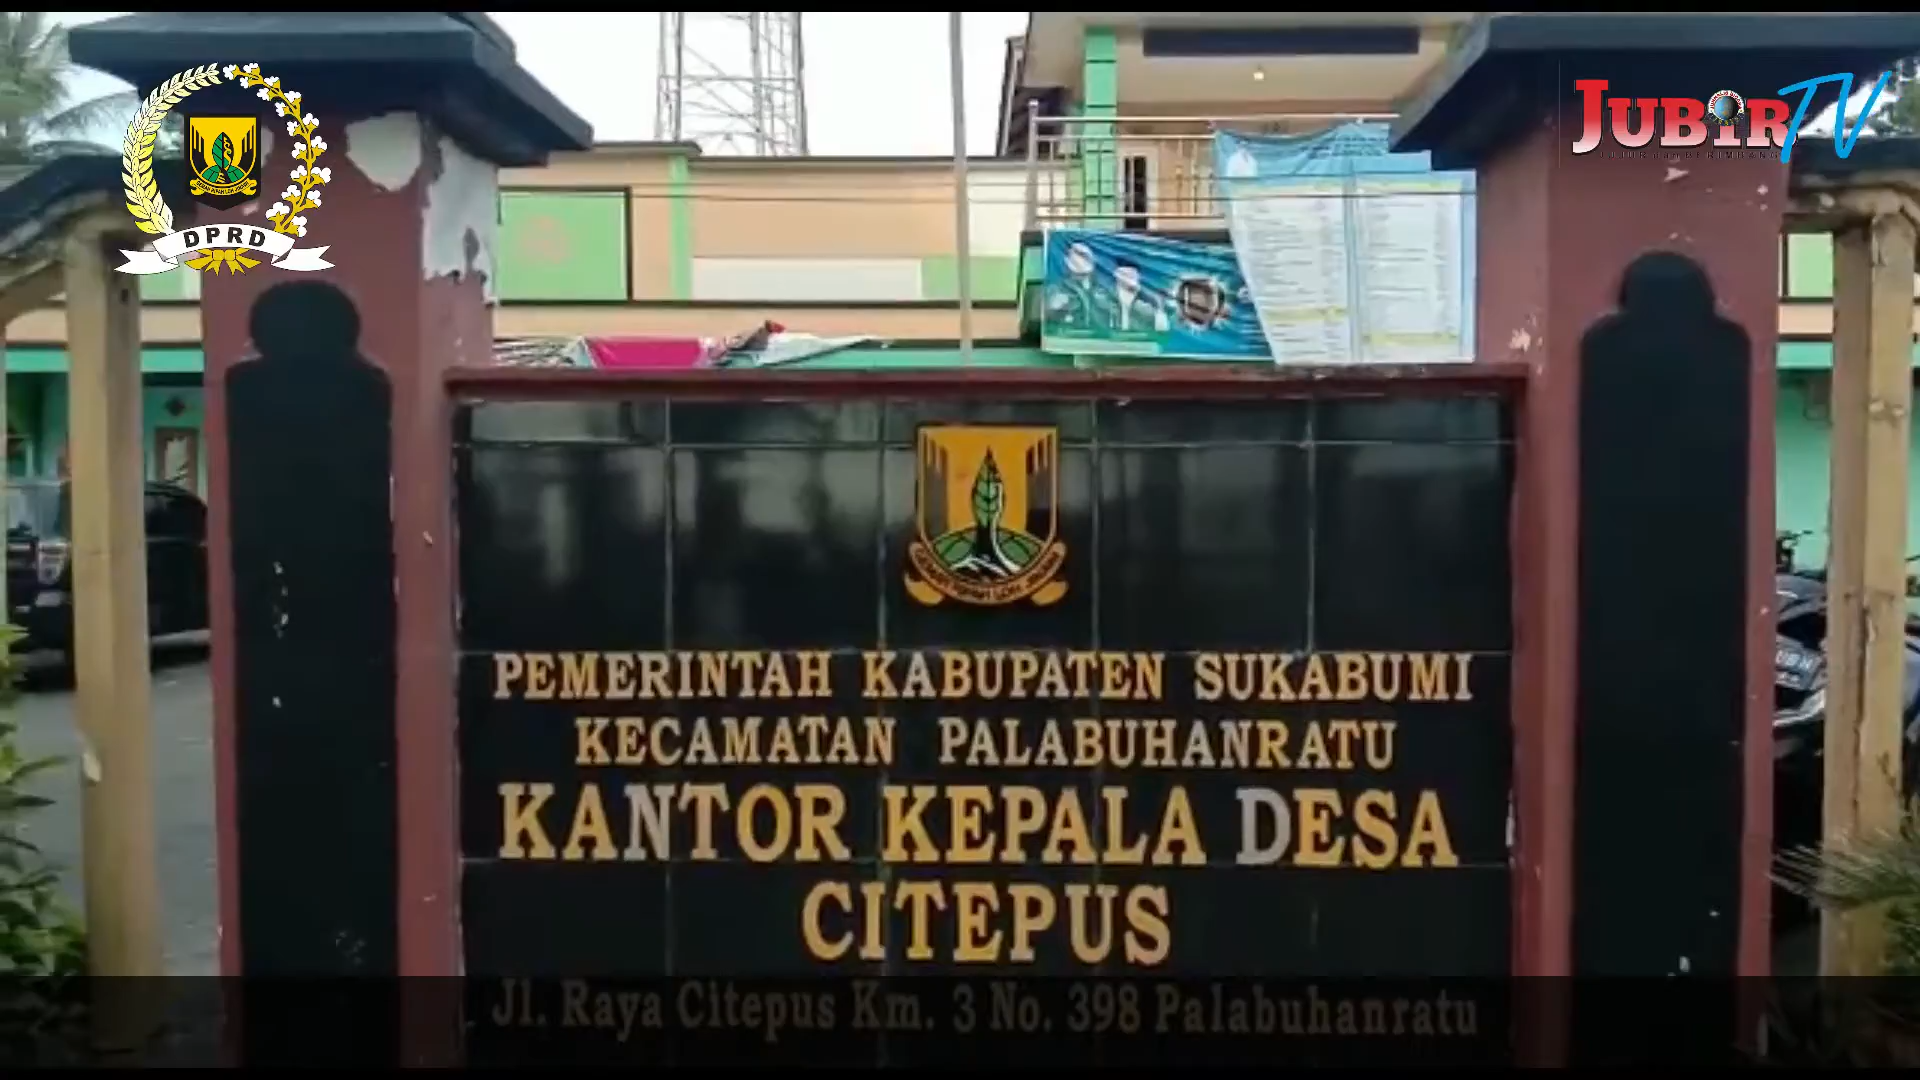 DPRD
JUBIR TV
PEMERINTAH KABUPATEN SUKABUMI
KECAMATAN PALABUHANRATU
KANTOR KEPALA DESA
CITEPUS
Jl. Raya Citepus Km. 3 No. 398 Palabuhanratu